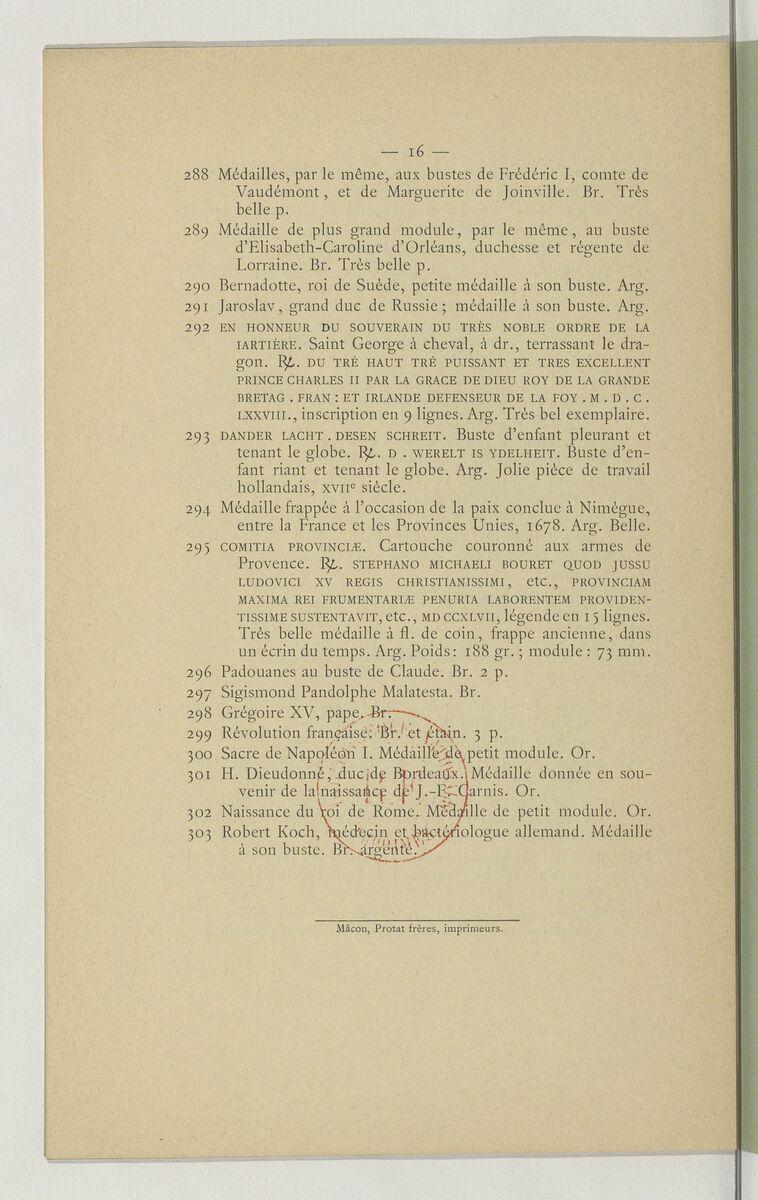 — 16 —
288 Médailles, par le même, aux bustes de Frédéric I, comte de
Vaudémont, et de Marguerite de Joinville. Br. Très
belle p.
289 Médaille de plus grand module, par le même, au buste
d'Elisabeth-Caroline d'Orléans, duchesse et régente de
Lorraine. Br. Très belle p.
290 Bernadotte, roi de Suède, petite médaille à son buste. Arg.
291 Jaroslav, grand duc de Russie; médaille à son buste. Arg.
292 EN HONNEUR DU SOUVERAIN DU TRÈS NOBLE ORDRE DE LA
IARTIÈRE. Saint George à cheval, à dr., terrassant le dra-
gon. ℞. DU TRÉ HAUT TRÉ PUISSANT ET TRES EXCELLENT
PRINCE CHARLES II PAR LA GRACE DE DIEU ROY DE LA GRANDE
BRETAG . FRAN : ET IRLANDE DEFENSEUR DE LA FOY . M . D . C .
LXXVIII., inscription en 9 lignes. Arg. Très bel exemplaire.
293 DANDER LACHT . DESEN SCHREIT. Buste d'enfant pleurant et
tenant le globe. ℞. D . WERELT IS YDELHEIT. Buste d'en-
fant riant et tenant le globe. Arg. Jolie pièce de travail
hollandais, XVIIe siècle.
294 Médaille frappée à l'occasion de la paix conclue à Nimègue,
entre la France et les Provinces Unies, 1678. Arg. Belle.
295 COMITIA PROVINCIÆ. Cartouche couronné aux armes de
Provence. ℞. STEPHANO MICHAELI BOURET QUOD JUSSU
LUDOVICI XV REGIS CHRISTIANISSIMI, etc., PROVINCIAM
MAXIMA REI FRUMENTARIÆ PENURIA LABORENTEM PROVIDEN-
TISSIME SUSTENTAVIT, etc., MDCCXLVII, légende en 15 lignes.
Très belle médaille à fl. de coin, frappe ancienne, dans
un écrin du temps. Arg. Poids: 188 gr.; module: 73 mm.
296 Padouanes au buste de Claude. Br. 2 p.
297 Sigismond Pandolphe Malatesta. Br.
298 Grégoire XV, pape. Br.
299 Révolution française. Br. et étain. 3 p.
300 Sacre de Napoléon I. Médaille de petit module. Or.
301 H. Dieudonné, duc de Bordeaux. Médaille donnée en sou-
venir de la naissance de J.-F. Carnis. Or.
302 Naissance du roi de Rome. Médaille de petit module. Or.
303 Robert Koch, médecin et bactériologue allemand. Médaille
à son buste. Br. argenté.
Mâcon, Protat frères, imprimeurs.